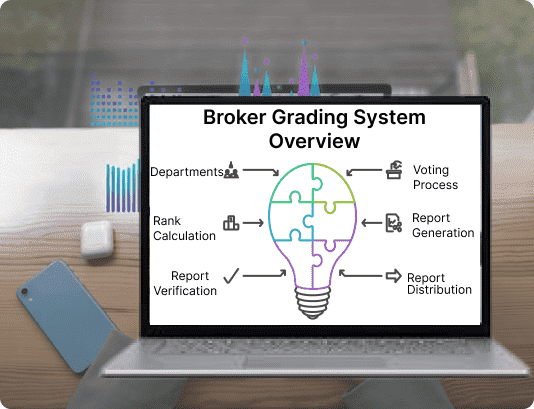 Broker Grading System
Overview
Departments
Voting
Process
Rank
Calculation
Report
Generation
Report
Verification
Report
Distribution